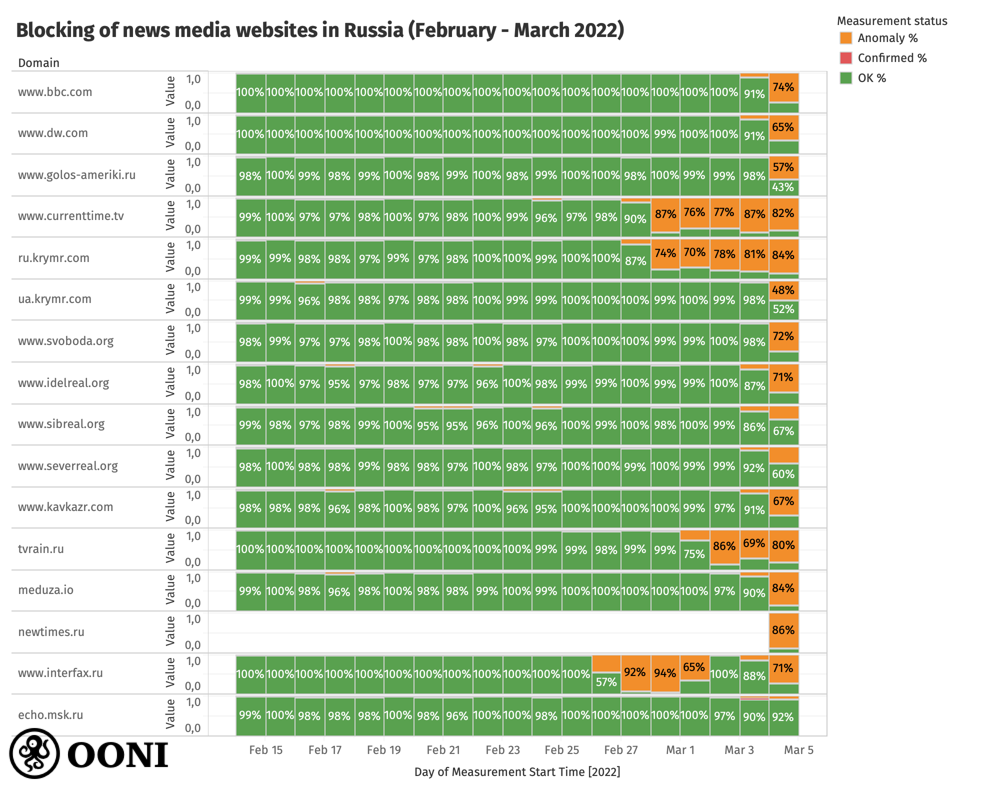 Blocking of news media websites in Russia (February - March 2022)
Measurement status
Anomaly %
Confirmed %
OK %
Domain
www.bbc.com Value 1,0 0,0 100% 100% 100% 100% 100% 100% 100% 100% 100% 100% 100% 100% 100% 100% 100% 100% 100% 91% 74%
www.dw.com Value 1,0 0,0 100% 100% 100% 100% 100% 100% 100% 100% 100% 100% 100% 100% 100% 100% 99% 100% 100% 91% 65%
www.golos-ameriki.ru Value 1,0 0,0 98% 100% 99% 98% 99% 100% 98% 99% 100% 98% 99% 100% 100% 98% 100% 99% 99% 98% 57% 43%
www.currenttime.tv Value 1,0 0,0 99% 100% 97% 97% 98% 100% 97% 98% 100% 99% 96% 97% 98% 90% 87% 76% 77% 87% 82%
ru.krymr.com Value 1,0 0,0 99% 99% 98% 98% 97% 99% 97% 98% 100% 100% 99% 100% 100% 87% 74% 70% 78% 81% 84%
ua.krymr.com Value 1,0 0,0 99% 99% 96% 98% 98% 97% 98% 98% 100% 99% 99% 100% 100% 100% 99% 100% 99% 98% 48% 52%
www.svoboda.org Value 1,0 0,0 98% 99% 97% 97% 98% 100% 98% 98% 100% 98% 97% 100% 100% 100% 99% 99% 100% 98% 72%
www.idelreal.org Value 1,0 0,0 98% 100% 97% 95% 97% 98% 97% 97% 96% 100% 98% 99% 99% 100% 99% 99% 100% 87% 71%
www.sibreal.org Value 1,0 0,0 99% 98% 97% 98% 99% 100% 95% 95% 96% 100% 96% 100% 99% 100% 98% 100% 99% 86% 67%
www.severreal.org Value 1,0 0,0 98% 100% 98% 98% 99% 98% 98% 97% 100% 98% 97% 100% 100% 99% 100% 99% 99% 92% 60%
www.kavkazr.com Value 1,0 0,0 98% 98% 98% 96% 98% 100% 98% 97% 100% 96% 95% 100% 100% 100% 100% 99% 97% 91% 67%
tvrain.ru Value 1,0 0,0 100% 100% 100% 100% 100% 100% 100% 100% 100% 100% 99% 99% 98% 99% 99% 75% 86% 69% 80%
meduza.io Value 1,0 0,0 99% 100% 98% 96% 98% 100% 98% 98% 99% 100% 99% 100% 100% 100% 100% 100% 97% 90% 84%
newtimes.ru Value 1,0 0,0 86%
www.interfax.ru Value 1,0 0,0 100% 100% 100% 100% 100% 100% 100% 100% 100% 100% 100% 100% 57% 92% 94% 65% 100% 88% 71%
echo.msk.ru Value 1,0 0,0 99% 100% 98% 98% 98% 100% 98% 96% 100% 100% 98% 100% 100% 100% 100% 100% 97% 90% 92%
Feb 15 Feb 17 Feb 19 Feb 21 Feb 23 Feb 25 Feb 27 Mar 1 Mar 3 Mar 5
Day of Measurement Start Time [2022]
OONI